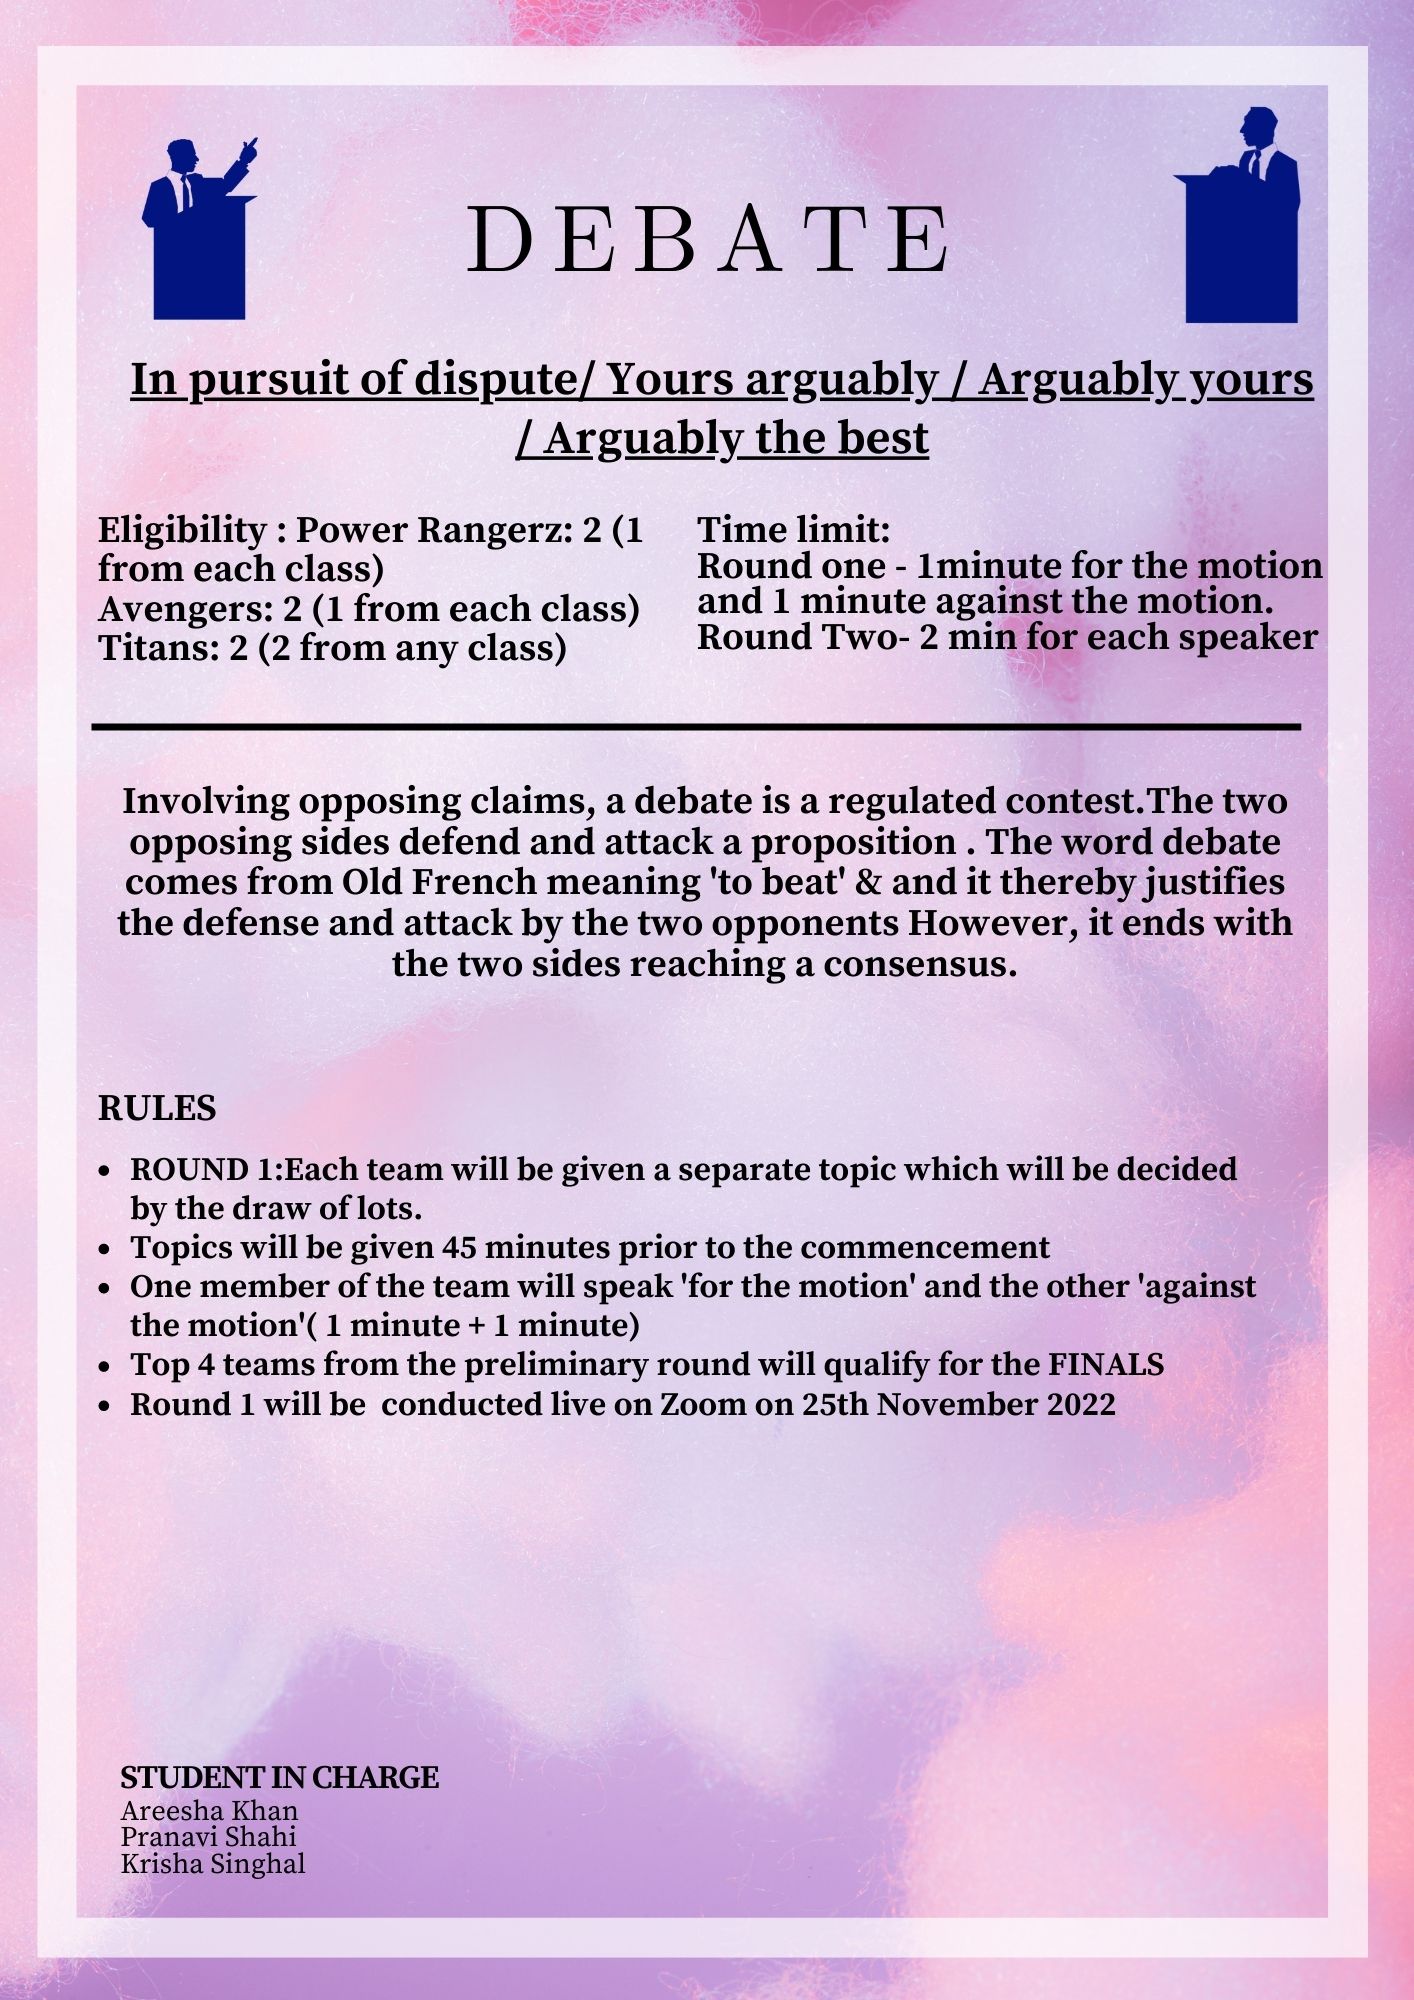 DEBATE
In pursuit of dispute/ Yours arguably / Arguably yours
/ Arguably the best
Eligibility : Power Rangerz: 2 (1
from each class)
Avengers: 2 (1 from each class)
Titans: 2 (2 from any class)
Time limit:
Round one - 1minute for the motion
and 1 minute against the motion.
Round Two- 2 min for each speaker
Involving opposing claims, a debate is a regulated contest.The two
opposing sides defend and attack a proposition . The word debate
comes from Old French meaning 'to beat' & and it thereby justifies
the defense and attack by the two opponents However, it ends with
the two sides reaching a consensus.
RULES
• ROUND 1:Each team will be given a separate topic which will be decided
by the draw of lots.
• Topics will be given 45 minutes prior to the commencement
• One member of the team will speak 'for the motion' and the other 'against
the motion'( 1 minute + 1 minute)
• Top 4 teams from the preliminary round will qualify for the FINALS
• Round 1 will be  conducted live on Zoom on 25th November 2022
STUDENT IN CHARGE
Areesha Khan
Pranavi Shahi
Krisha Singhal